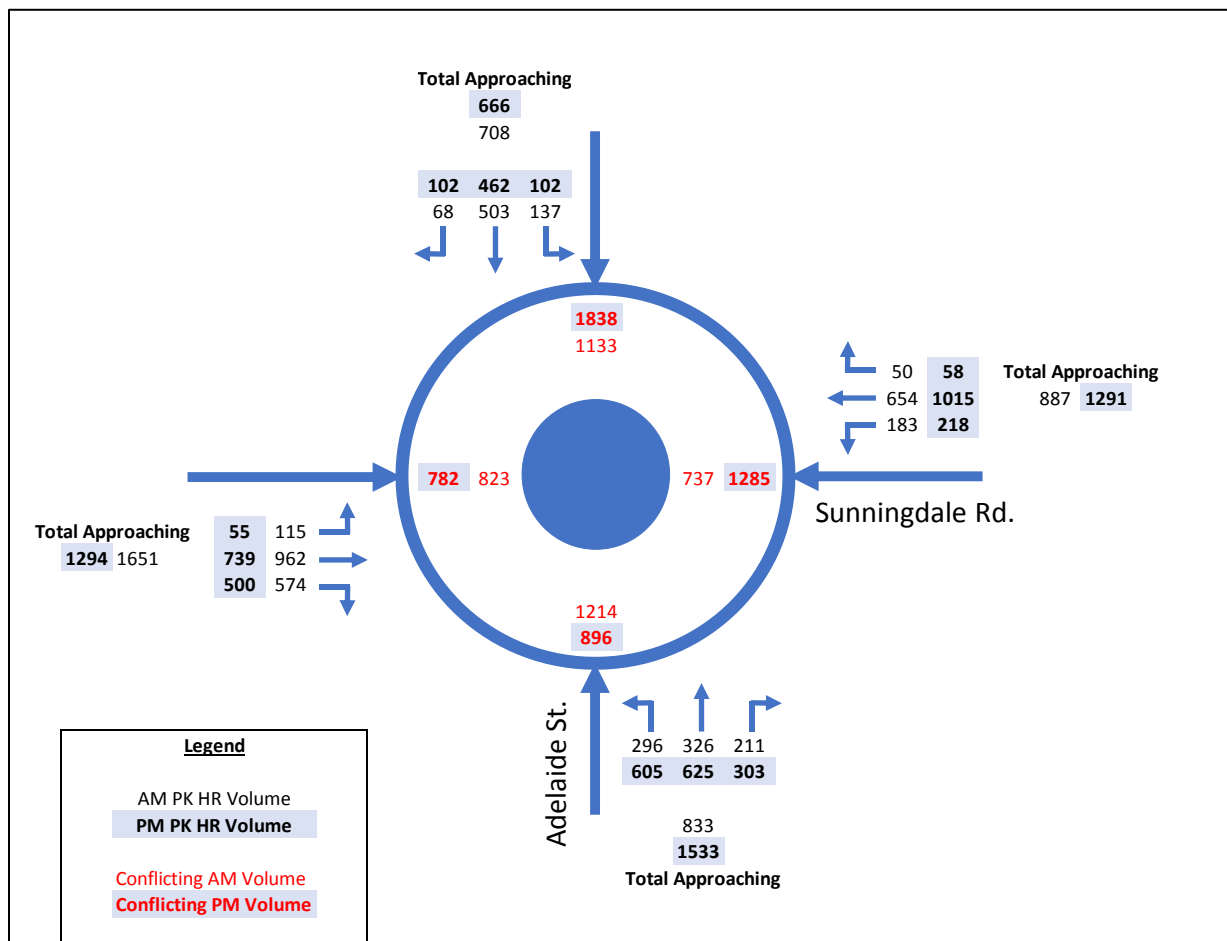 Total Approaching
666
708
102 462 102
68 503 137
1838
1133
50 58
654 1015
183 218
Total Approaching
887 1291
782 823
737 1285
Sunningdale Rd.
Total Approaching
1294 1651
55 115
739 962
500 574
1214
896
Adelaide St.
296 326 211
605 625 303
833
1533
Total Approaching
Legend
AM PK HR Volume
PM PK HR Volume
Conflicting AM Volume
Conflicting PM Volume